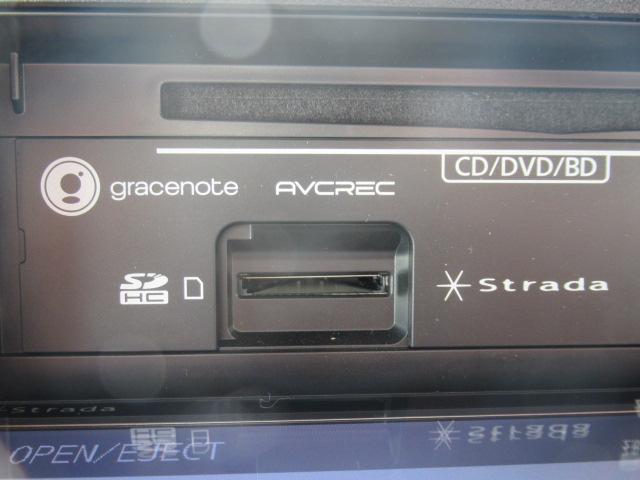 CD/DVD/BD
gracenote AVCREC
SD HC
Strada
Strada
OPEN/EJECT